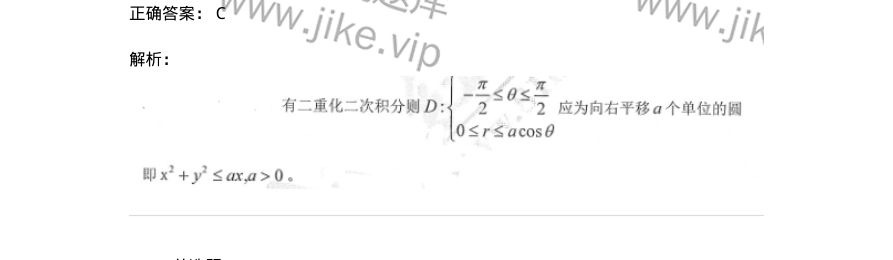 正确答案： C
www.jike.vip
www.jik
解析：
有二重化二次积分则 D: { -π/2 ≤ θ ≤ π/2
0 ≤ r ≤ a cos θ 应为向右平移 a 个单位的圆
即 x² + y² ≤ ax, a > 0 。